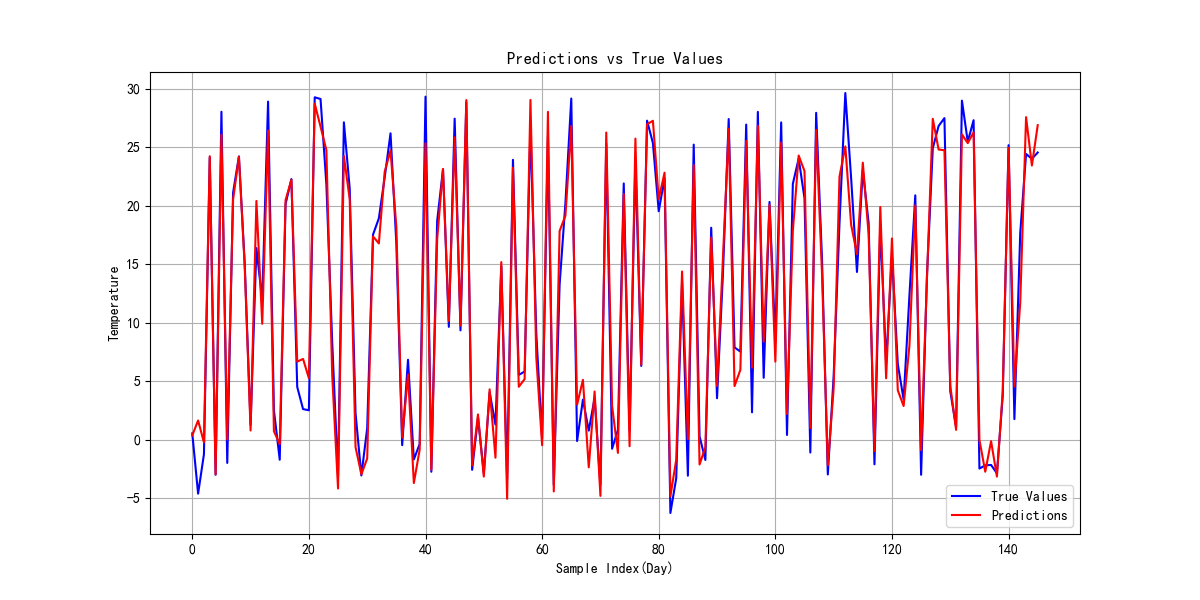 Predictions vs True Values
Temperature
30
25
20
15
10
5
0
−5
0 20 40 60 80 100 120 140
Sample Index(Day)
True Values
Predictions